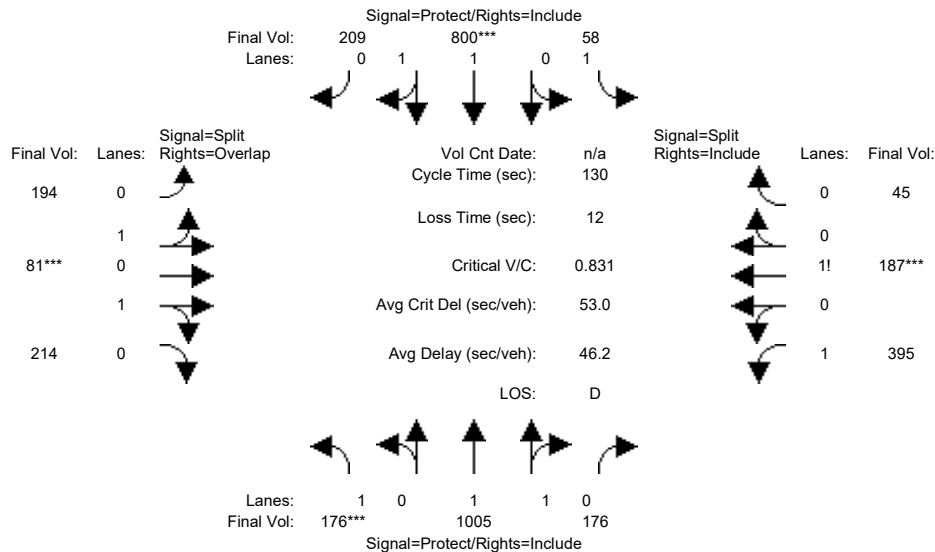 Signal=Protect/Rights=Include
Final Vol: 209 800*** 58
Lanes: 0 1 1 0 1
Signal=Split
Final Vol: Lanes: Rights=Overlap
Vol Cnt Date: n/a
Signal=Split
Rights=Include Lanes: Final Vol:
Cycle Time (sec): 130
194 0
0 45
Loss Time (sec): 12
1
0
81*** 0
Critical V/C: 0.831
1! 187***
1
Avg Crit Del (sec/veh): 53.0
0
214 0
Avg Delay (sec/veh): 46.2
1 395
LOS: D
Lanes: 1 0 1 1 0
Final Vol: 176*** 1005 176
Signal=Protect/Rights=Include